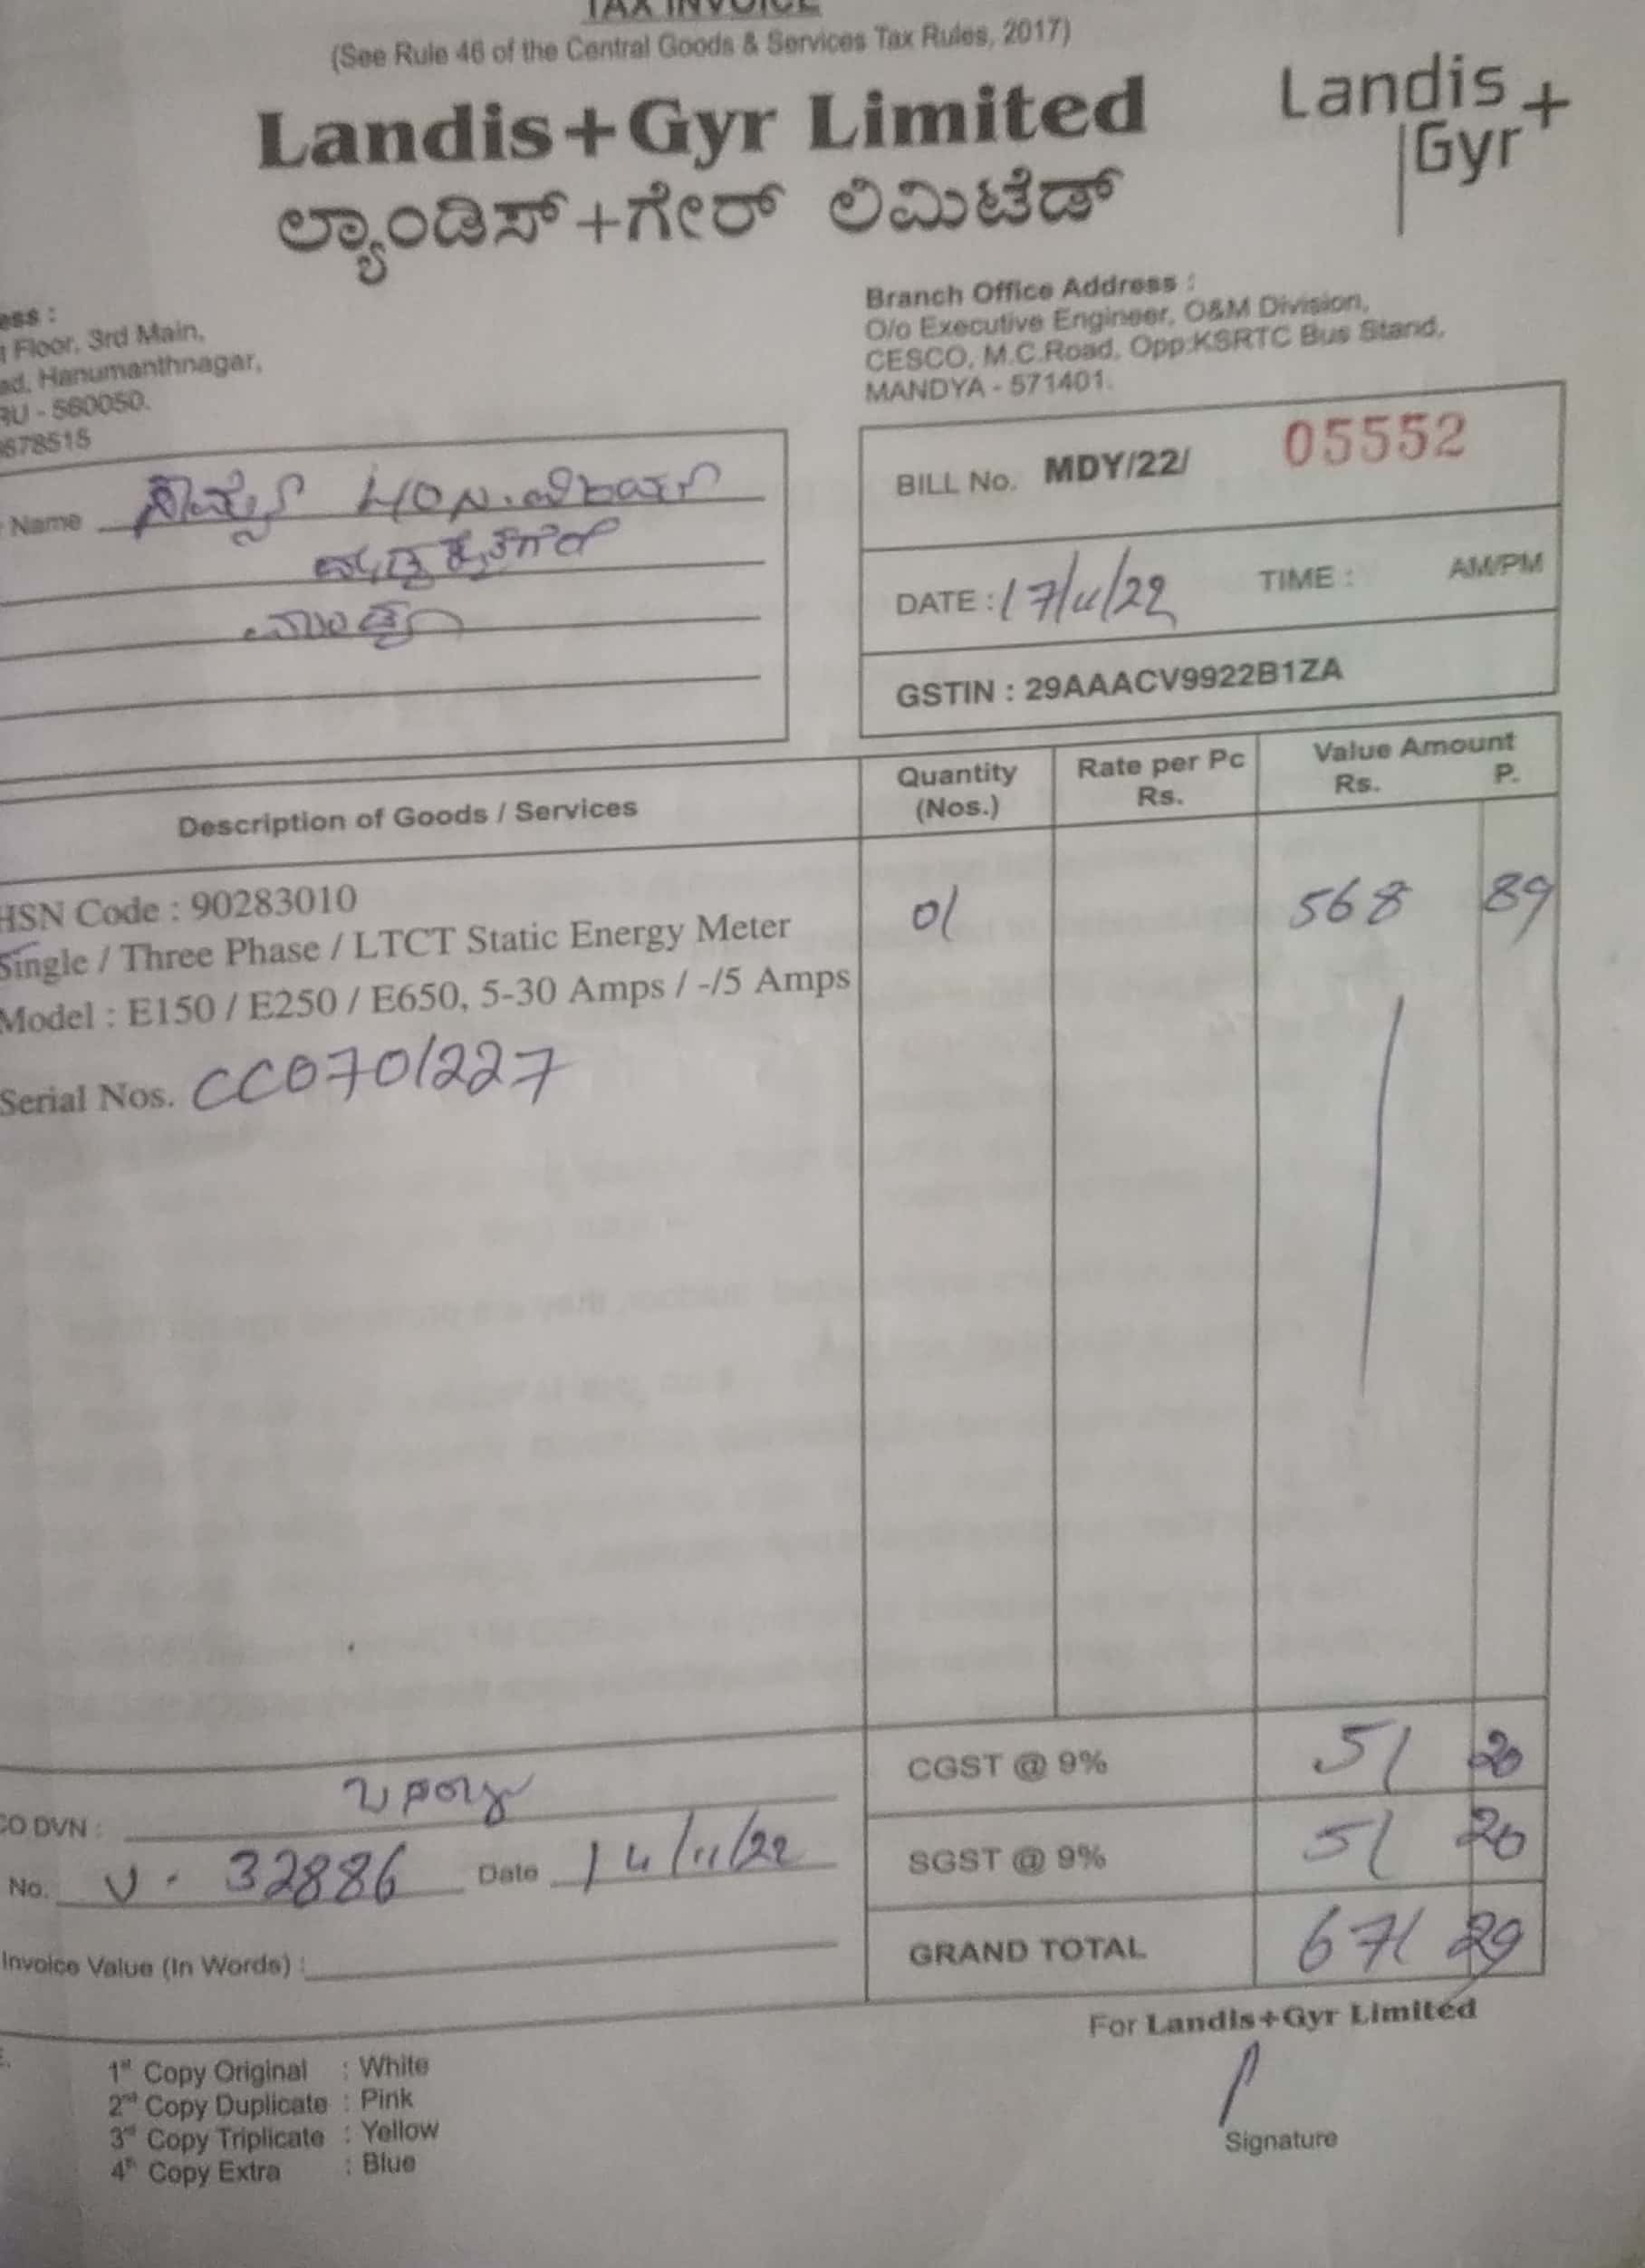 TAX INVOICE
(See Rule 46 of the Central Goods & Services Tax Rules, 2017)
Landis+Gyr Limited
ಲ್ಯಾಂಡಿಸ್+ಗೇರ್ ಲಿಮಿಟೆಡ್
Landis+
Gyr
ess :
Floor, 3rd Main,
ad, Hanumanthnagar,
RU - 560050.
678515
Branch Office Address :
O/o Executive Engineer, O&M Division,
CESCO, M.C.Road, Opp:KSRTC Bus Stand,
MANDYA - 571401.
Name
BILL No. MDY/22/ 05552
DATE : 17/11/22 TIME : AM/PM
GSTIN : 29AAACV9922B1ZA
Description of Goods / Services
Quantity
(Nos.)
Rate per Pc
Rs.
Value Amount
Rs. P.
HSN Code : 90283010
Single / Three Phase / LTCT Static Energy Meter
Model : E150 / E250 / E650, 5-30 Amps / -/5 Amps
01 568 89
Serial Nos. CC0701227
CGST @ 9% 51 20
SGST @ 9% 51 20
GRAND TOTAL 671 29
CO DVN :
No. V. 32886 Date 14/11/22
Invoice Value (In Words) :
For Landis+Gyr Limited
Signature
1st Copy Original : White
2nd Copy Duplicate : Pink
3rd Copy Triplicate : Yellow
4th Copy Extra : Blue